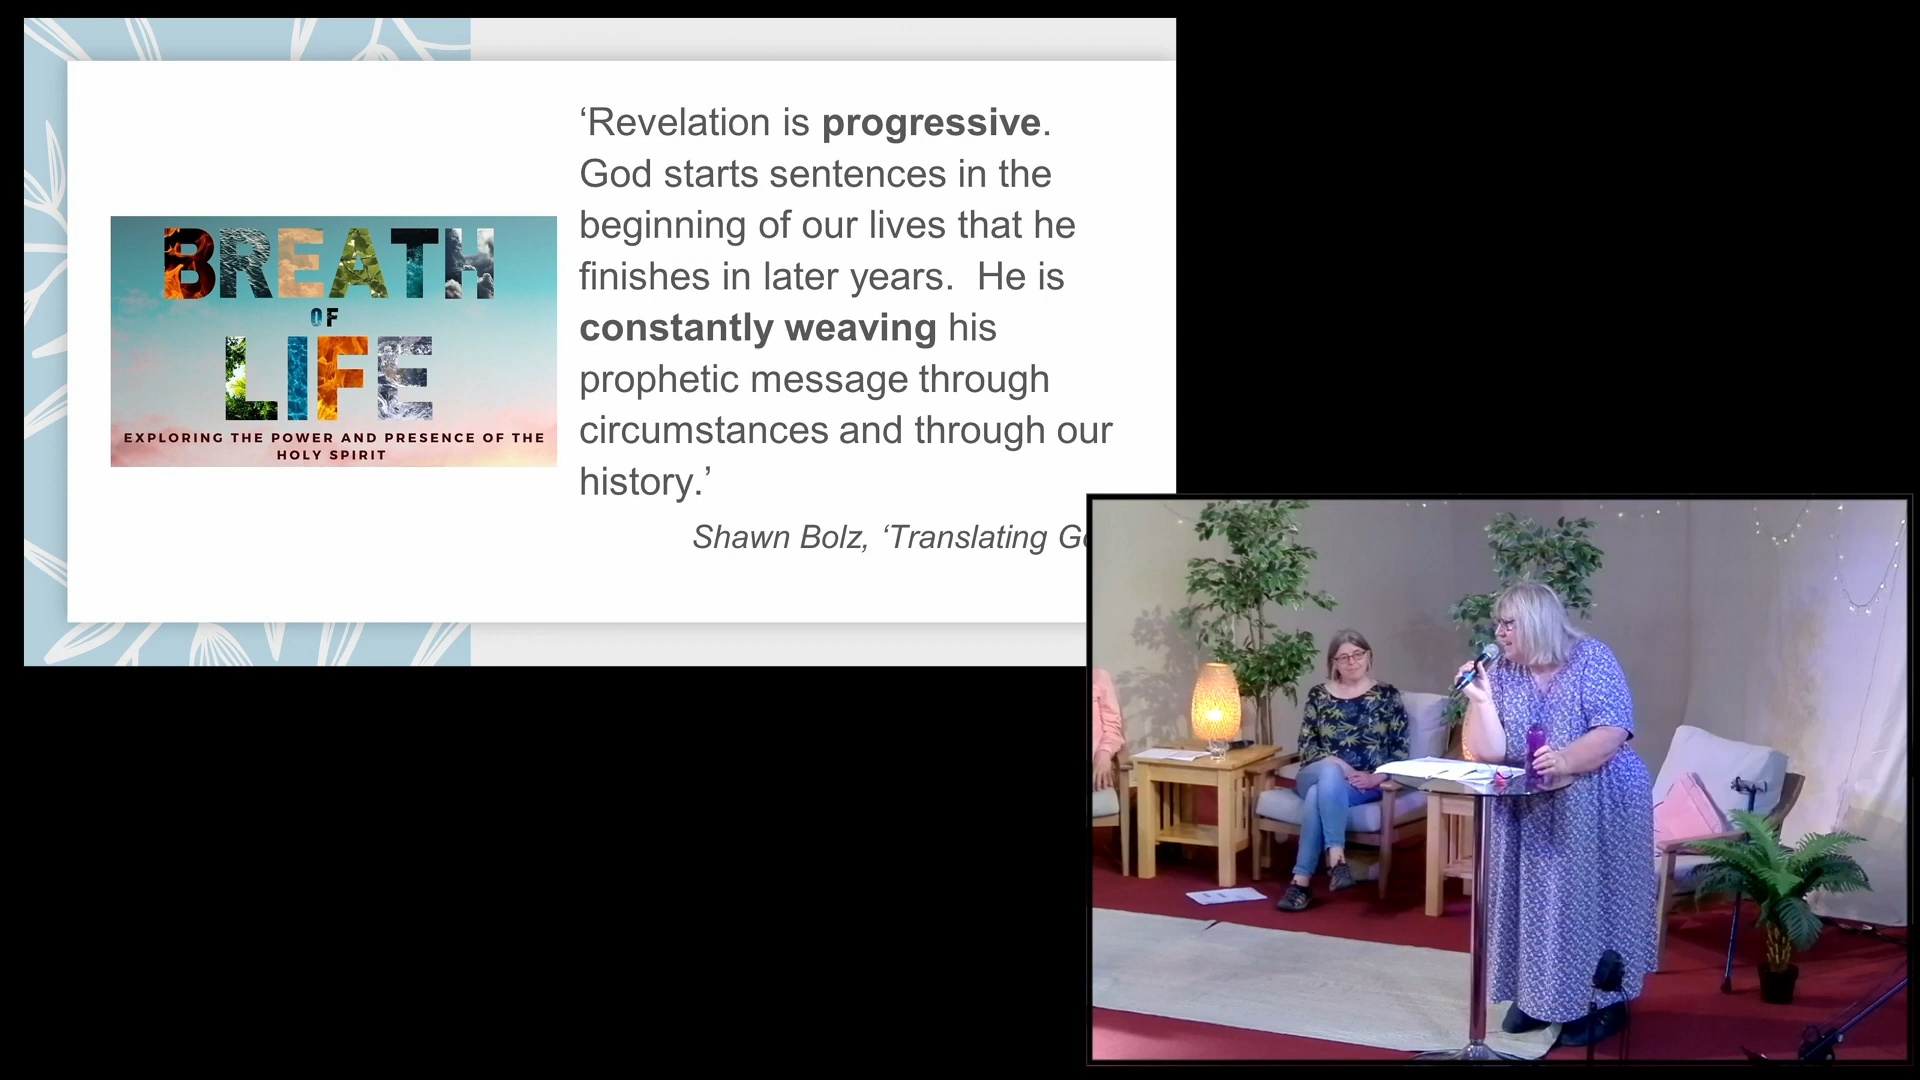 BREATH
OF
LIFE
EXPLORING THE POWER AND PRESENCE OF THE
HOLY SPIRIT
‘Revelation is progressive.
God starts sentences in the
beginning of our lives that he
finishes in later years.  He is
constantly weaving his
prophetic message through
circumstances and through our
history.’
Shawn Bolz, ‘Translating